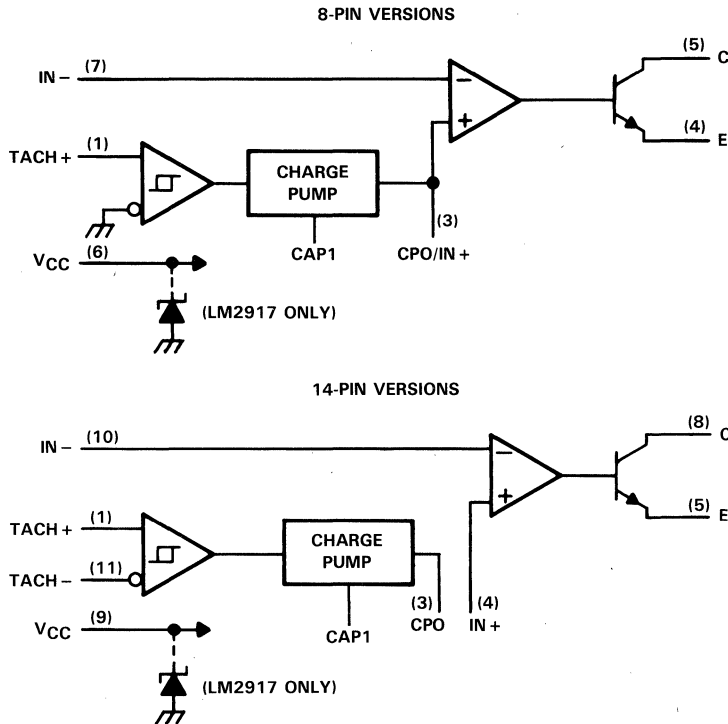 8-PIN VERSIONS
IN− (7)
(5) C
(4) E
TACH+ (1)
CHARGE
PUMP
−
+
(3)
CAP1
CPO/IN+
VCC (6)
(LM2917 ONLY)
14-PIN VERSIONS
IN− (10)
(8) C
(5) E
−
+
TACH+ (1)
TACH− (11)
CHARGE
PUMP
(3)
CPO
(4)
IN+
CAP1
VCC (9)
(LM2917 ONLY)